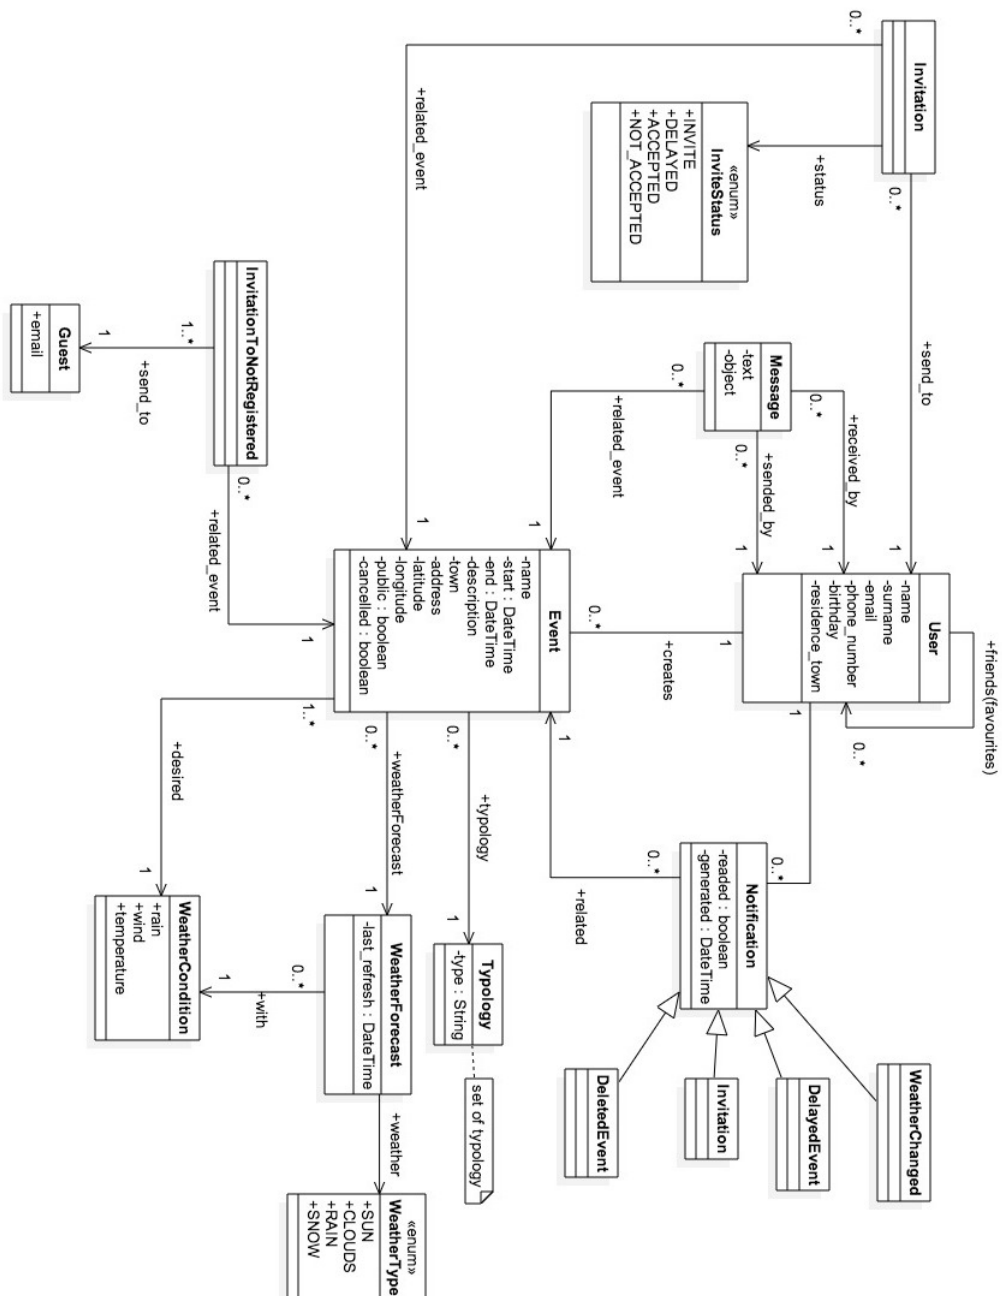 +friends(favourites)
0..*
User
-name
-surname
-email
-phone_number
-birthday
-residence_town
1
1
1
1
1
Invitation
0..*
0..*
+send_to
+status
+related_event
«enum»
InviteStatus
+INVITE
+DELAYED
+ACCEPTED
+NOT_ACCEPTED
Message
-text
-object
0..*
+received_by
0..*
+sended_by
0..*
+related_event
1
+creates
0..*
Event
-name
-start : DateTime
-end : DateTime
-description
-town
-address
-latitude
-longitude
-public : boolean
-cancelled : boolean
1
1
1
InvitationToNotRegistered
0..*
+related_event
1..*
+send_to
1
Guest
+email
Notification
-readed : boolean
-generated : DateTime
0..*
0..*
+related
WeatherChanged
DelayedEvent
Invitation
DeletedEvent
0..*
+typology
1
Typology
-type : String
set of typology
0..*
+weatherForecast
1
WeatherForecast
-last_refresh : DateTime
+weather
«enum»
WeatherType
+SUN
+CLOUDS
+RAIN
+SNOW
0..*
+with
1
1..*
+desired
1
WeatherCondition
+rain
+wind
+temperature